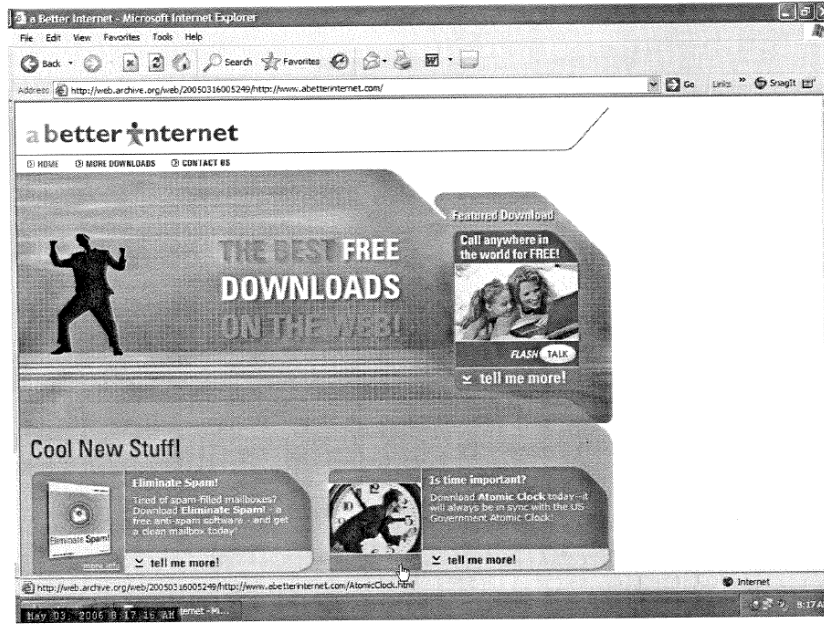 a Better Internet - Microsoft Internet Explorer
File Edit View Favorites Tools Help
Back Search Favorites
Address http://web.archive.org/web/20050316005249/http://www.abetterinternet.com/ Go Links » SnagIt
a better internet
HOME MORE DOWNLOADS CONTACT US
THE BEST FREE
DOWNLOADS
ON THE WEB!
Featured Download
Call anywhere in
the world for FREE!
FLASH TALK
tell me more!
Cool New Stuff!
Eliminate Spam!
Tired of spam-filled mailboxes?
Download Eliminate Spam! - a
free anti-spam software - and get
a clean mailbox today!
Eliminate Spam!
more info
tell me more!
Is time important?
Download Atomic Clock today--it
will always be in sync with the US
Government Atomic Clock!
tell me more!
http://web.archive.org/web/20050316005249/http://www.abetterinternet.com/AtomicClock.html Internet
May 03, 2006 8:17:16 AM ternet - M... 8:17 AM